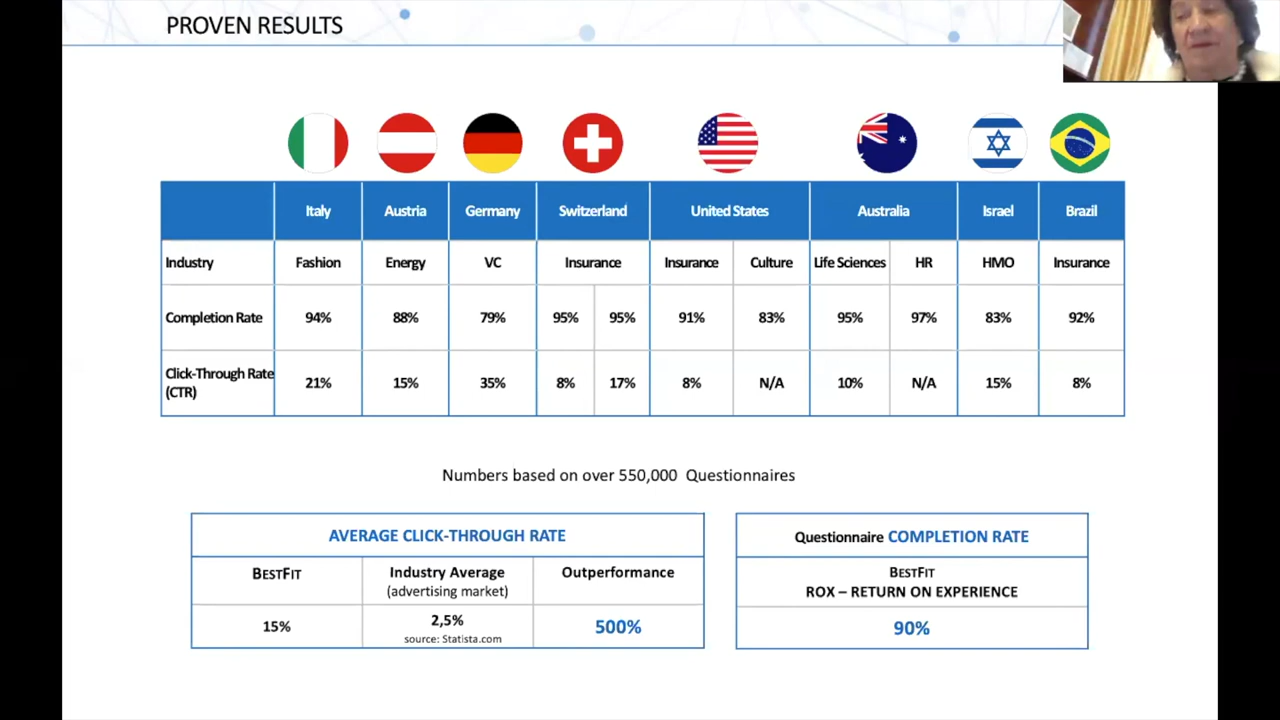 PROVEN RESULTS
Italy Austria Germany Switzerland United States Australia Israel Brazil
Industry Fashion Energy VC Insurance Insurance Culture Life Sciences HR HMO Insurance
Completion Rate 94% 88% 79% 95% 95% 91% 83% 95% 97% 83% 92%
Click-Through Rate
(CTR) 21% 15% 35% 8% 17% 8% N/A 10% N/A 15% 8%
Numbers based on over 550,000 Questionnaires
AVERAGE CLICK-THROUGH RATE
BESTFIT Industry Average Outperformance
(advertising market)
15% 2,5% 500%
source: Statista.com
Questionnaire COMPLETION RATE
BESTFIT
ROX – RETURN ON EXPERIENCE
90%